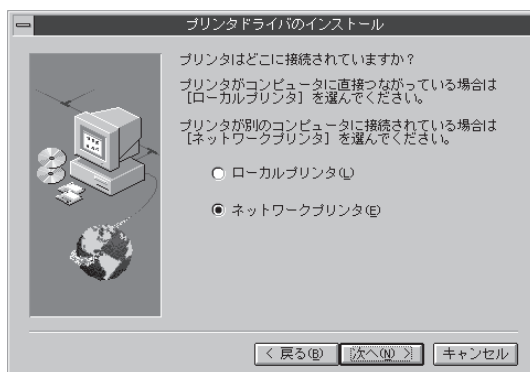 プリンタドライバのインストール
プリンタはどこに接続されていますか？
プリンタがコンピュータに直接つながっている場合は
［ローカルプリンタ］を選んでください。
プリンタが別のコンピュータに接続されている場合は
［ネットワークプリンタ］を選んでください。
ローカルプリンタ(L)
ネットワークプリンタ(E)
< 戻る(B)
次へ(N) >
キャンセル